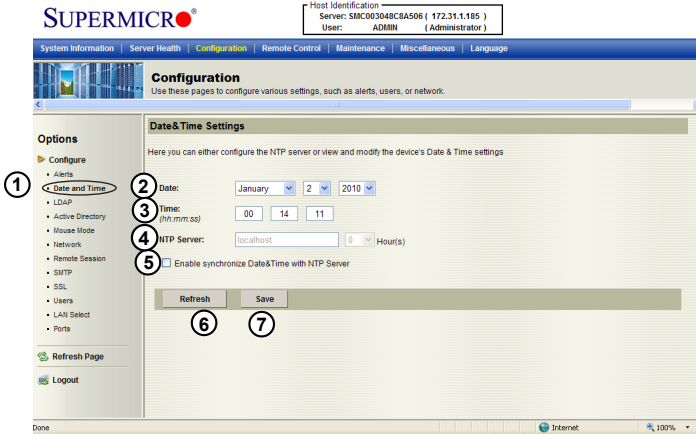 SUPERMICRO®
Host Identification
Server: SMC003048C8A506 ( 172.31.1.185 )
User: ADMIN ( Administrator )
System Information | Server Health | Configuration | Remote Control | Maintenance | Miscellaneous | Language
Configuration
Use these pages to configure various settings, such as alerts, users, or network.
Options
Configure
Alerts
1 Date and Time
LDAP
Active Directory
Mouse Mode
Network
Remote Session
SMTP
SSL
Users
LAN Select
Ports
Refresh Page
Logout
Date&Time Settings
Here you can either configure the NTP server or view and modify the device's Date & Time settings
2 Date: January 2 2010
3 Time: 00 14 11
(hh:mm:ss)
4 NTP Server: localhost 0 Hour(s)
5 Enable synchronize Date&Time with NTP Server
Refresh Save
6 7
Done Internet 100%